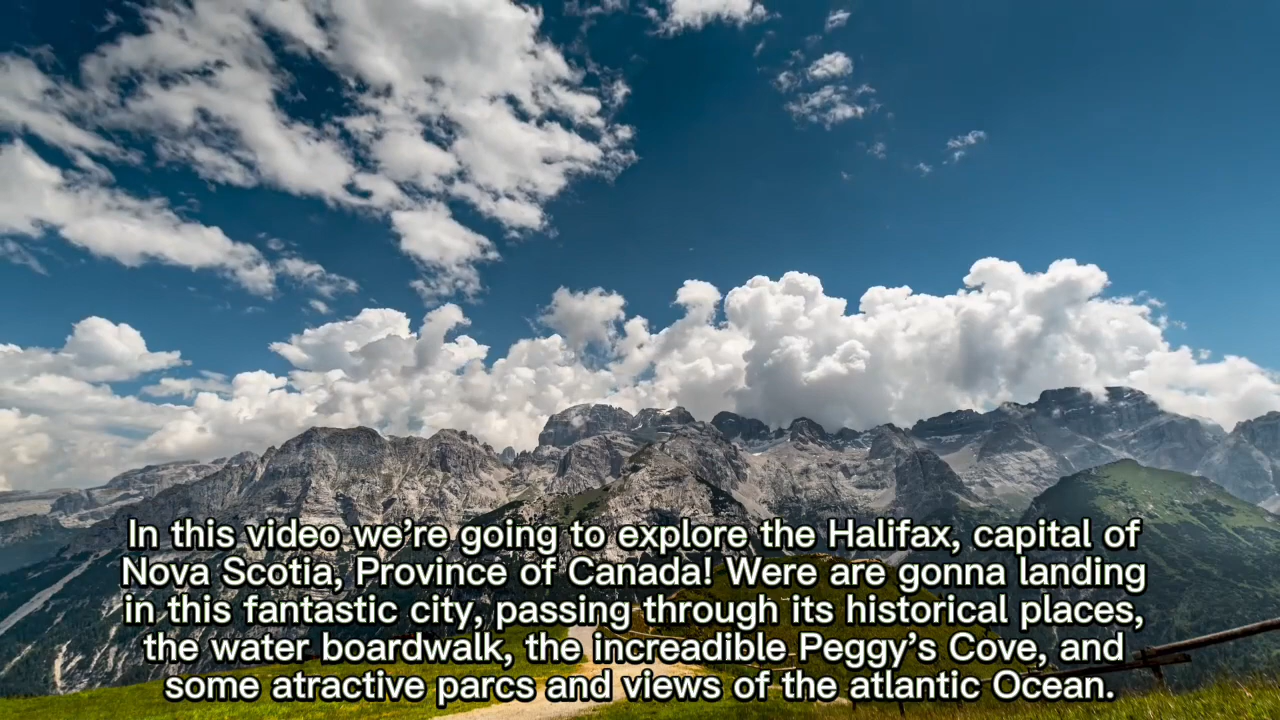 In this video we’re going to explore the Halifax, capital of
Nova Scotia, Province of Canada! Were are gonna landing
in this fantastic city, passing through its historical places,
the water boardwalk, the increadible Peggy’s Cove, and
some atractive parcs and views of the atlantic Ocean.